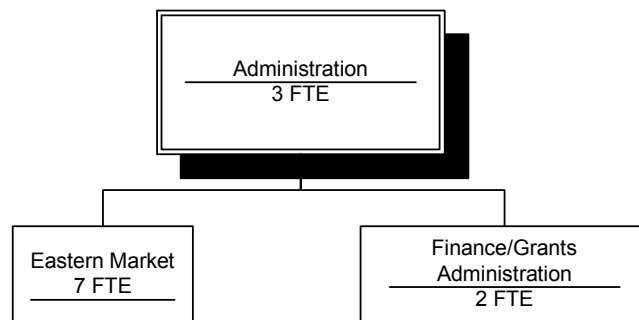 Administration
3 FTE
Eastern Market
7 FTE
Finance/Grants
Administration
2 FTE